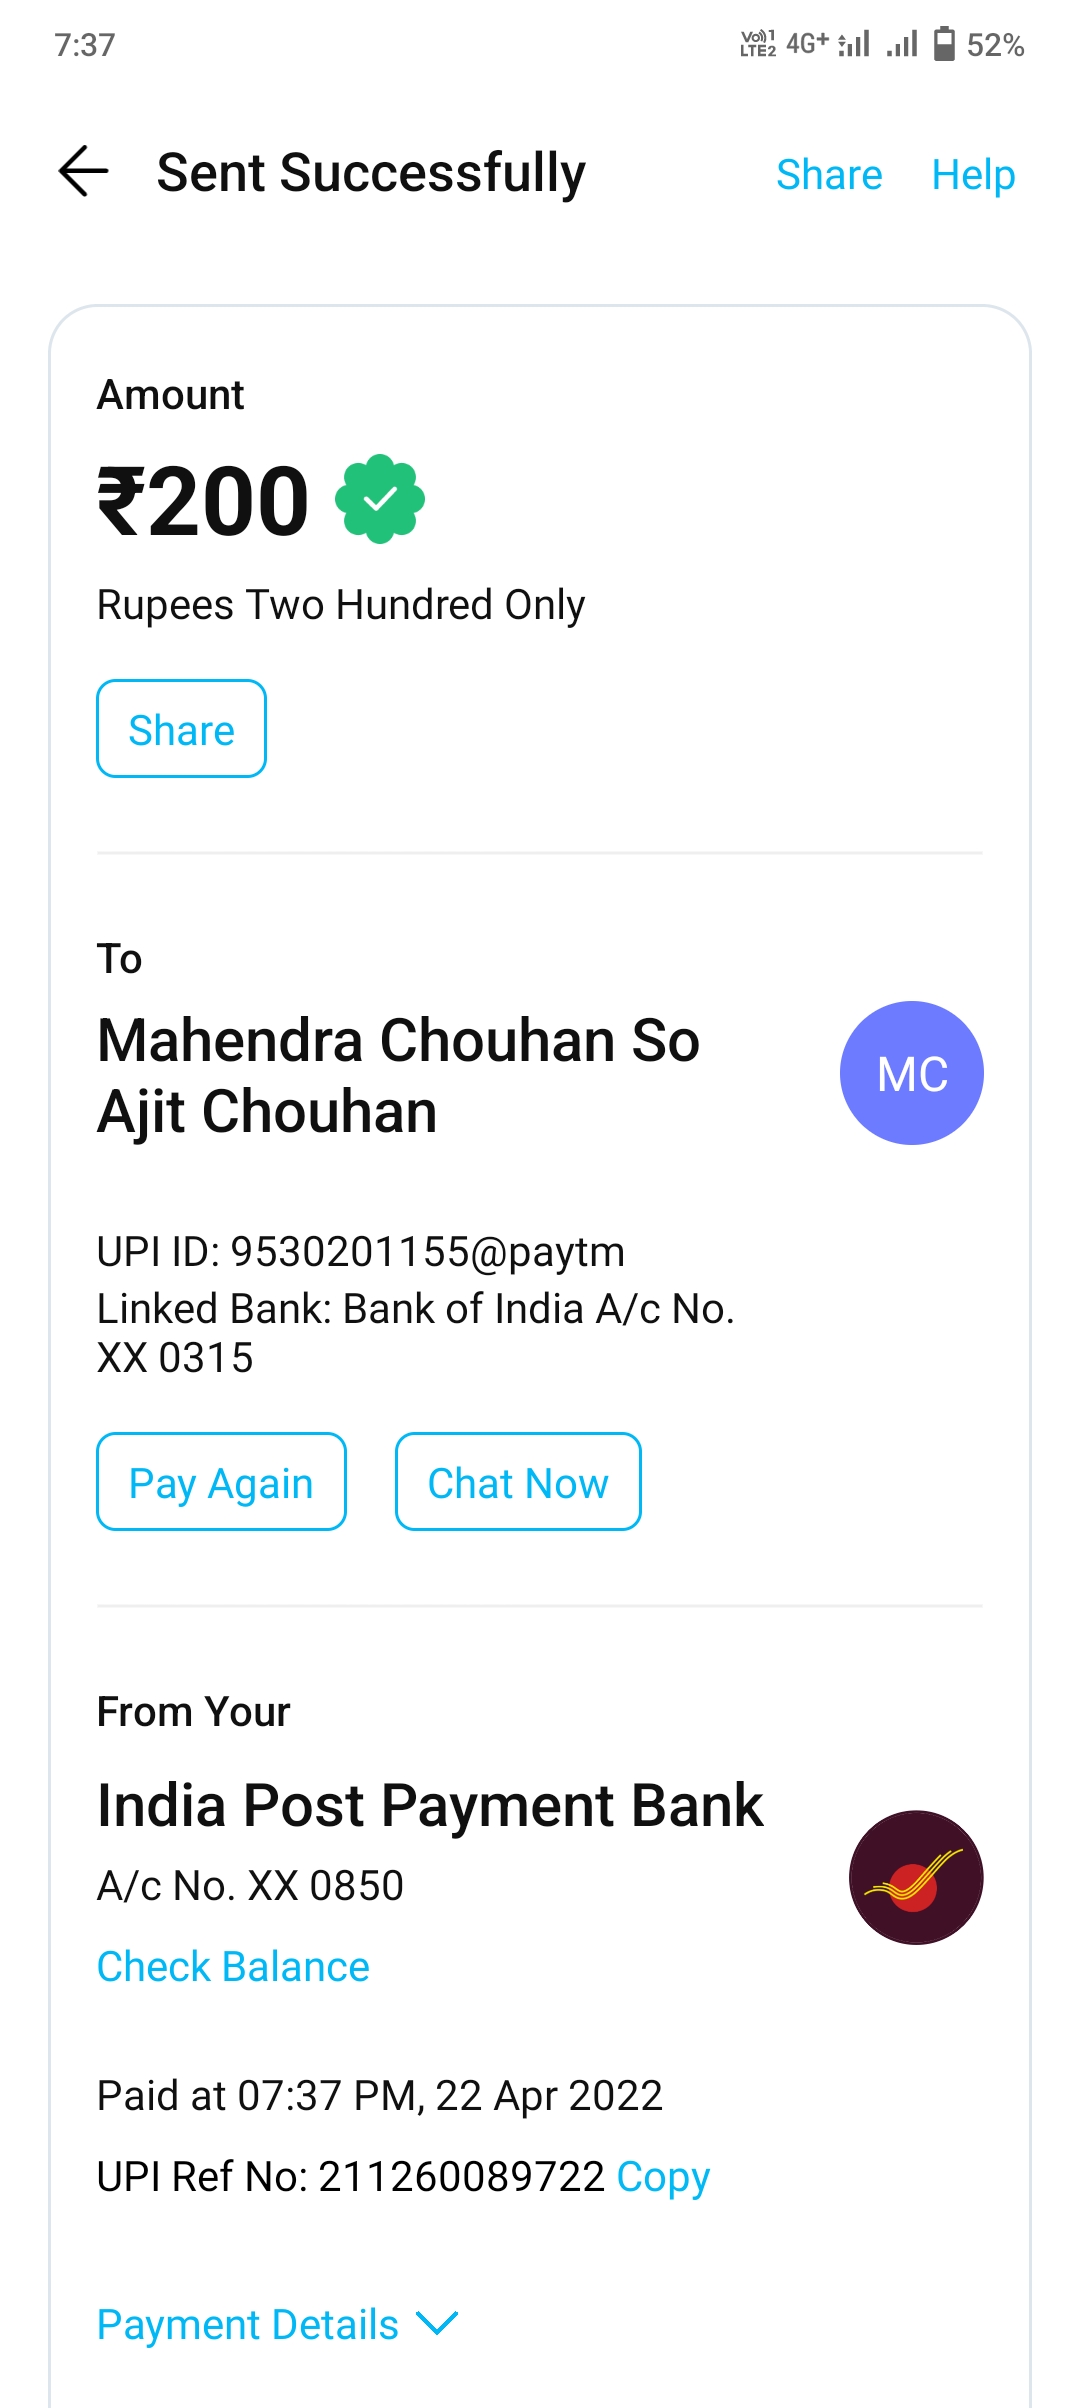 7:37
Vo)) 1 LTE2 4G+ 52%
Sent Successfully Share Help
Amount
₹200
Rupees Two Hundred Only
Share
To
Mahendra Chouhan So
Ajit Chouhan
MC
UPI ID: 9530201155@paytm
Linked Bank: Bank of India A/c No.
XX 0315
Pay Again Chat Now
From Your
India Post Payment Bank
A/c No. XX 0850
Check Balance
Paid at 07:37 PM, 22 Apr 2022
UPI Ref No: 211260089722 Copy
Payment Details